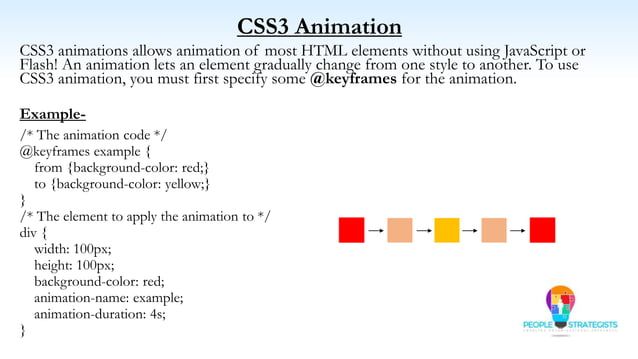 CSS3 Animation
CSS3 animations allows animation of most HTML elements without using JavaScript or
Flash! An animation lets an element gradually change from one style to another. To use
CSS3 animation, you must first specify some @keyframes for the animation.
Example-
/* The animation code */
@keyframes example {
from {background-color: red;}
to {background-color: yellow;}
}
/* The element to apply the animation to */
div {
width: 100px;
height: 100px;
background-color: red;
animation-name: example;
animation-duration: 4s;
}
PEOPLE STRATEGISTS